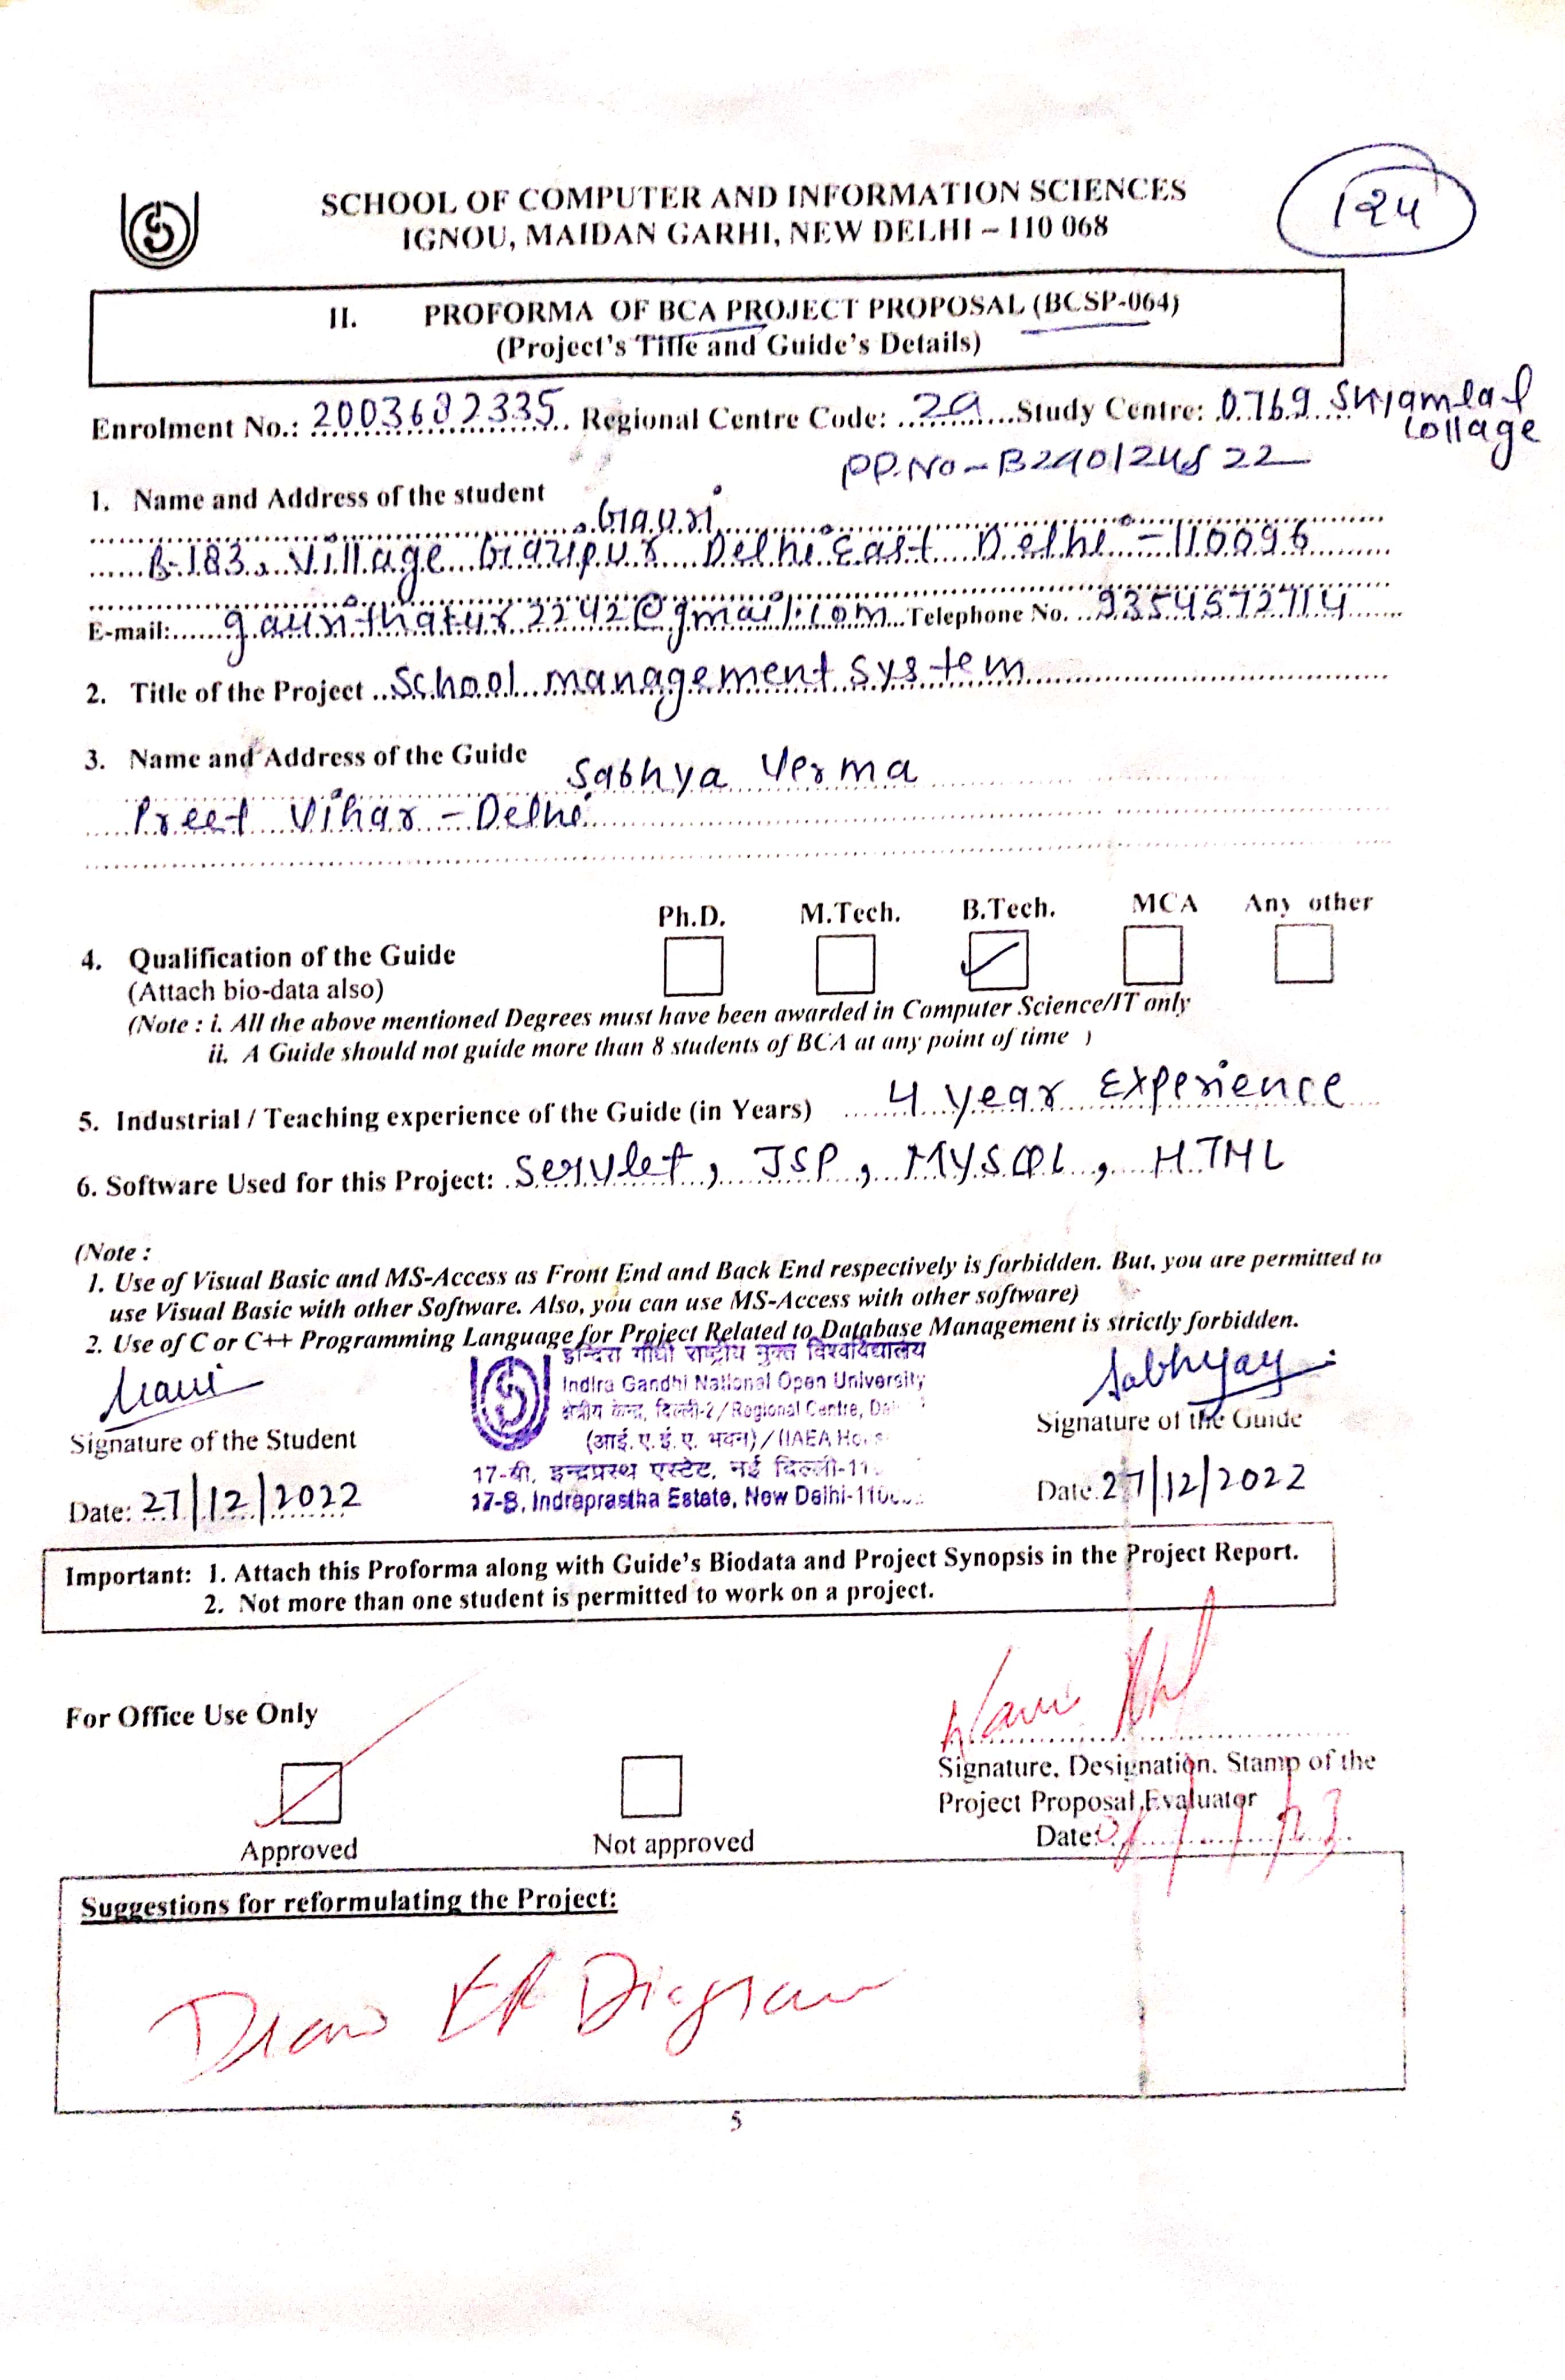 124
SCHOOL OF COMPUTER AND INFORMATION SCIENCES
IGNOU, MAIDAN GARHI, NEW DELHI – 110 068
II. PROFORMA OF BCA PROJECT PROPOSAL (BCSP-064)
(Project's Title and Guide's Details)
Enrolment No.: 2003682335 Regional Centre Code: 29 Study Centre: 0769 Shyamlal
Collage
PP.No-
1. Name and Address of the student
Gauri
B-183, Village Gazipur Delhi East Delhi - 110096
E-mail: gaurithakur2242@gmail.com Telephone No. 9354572714
2. Title of the Project School management system
3. Name and Address of the Guide
Sabhya Verma
Preet Vihar - Delhi
Ph.D. M.Tech. B.Tech. MCA Any other
4. Qualification of the Guide
(Attach bio-data also)
(Note : i. All the above mentioned Degrees must have been awarded in Computer Science/IT only
ii. A Guide should not guide more than 8 students of BCA at any point of time )
5. Industrial / Teaching experience of the Guide (in Years) 4 year Experience
6. Software Used for this Project: Servlet, JSP, MYSQL, HTML
(Note :
1. Use of Visual Basic and MS-Access as Front End and Back End respectively is forbidden. But, you are permitted to
use Visual Basic with other Software. Also, you can use MS-Access with other software)
2. Use of C or C++ Programming Language for Project Related to Database Management is strictly forbidden.
इन्दिरा गाँधी राष्ट्रीय मुक्त विश्वविद्यालय
Indira Gandhi National Open University
क्षेत्रीय केन्द्र, दिल्ली-2/Regional Centre,
(आई.ए.ई.ए. भवन)/(IAEA
17-बी, इन्द्रप्रस्थ एस्टेट, नई दिल्ली-11
17-B, Indraprastha Estate, New Delhi-110
Gauri
Signature of the Student
Date: 27/12/2022
Sabhyay
Signature of the Guide
Date 27/12/2022
Important: 1. Attach this Proforma along with Guide's Biodata and Project Synopsis in the Project Report.
2. Not more than one student is permitted to work on a project.
For Office Use Only
Approved
Not approved
Signature, Designation, Stamp of the
Project Proposal Evaluator
Date:
Suggestions for reformulating the Project:
Draw ER Diagram
5